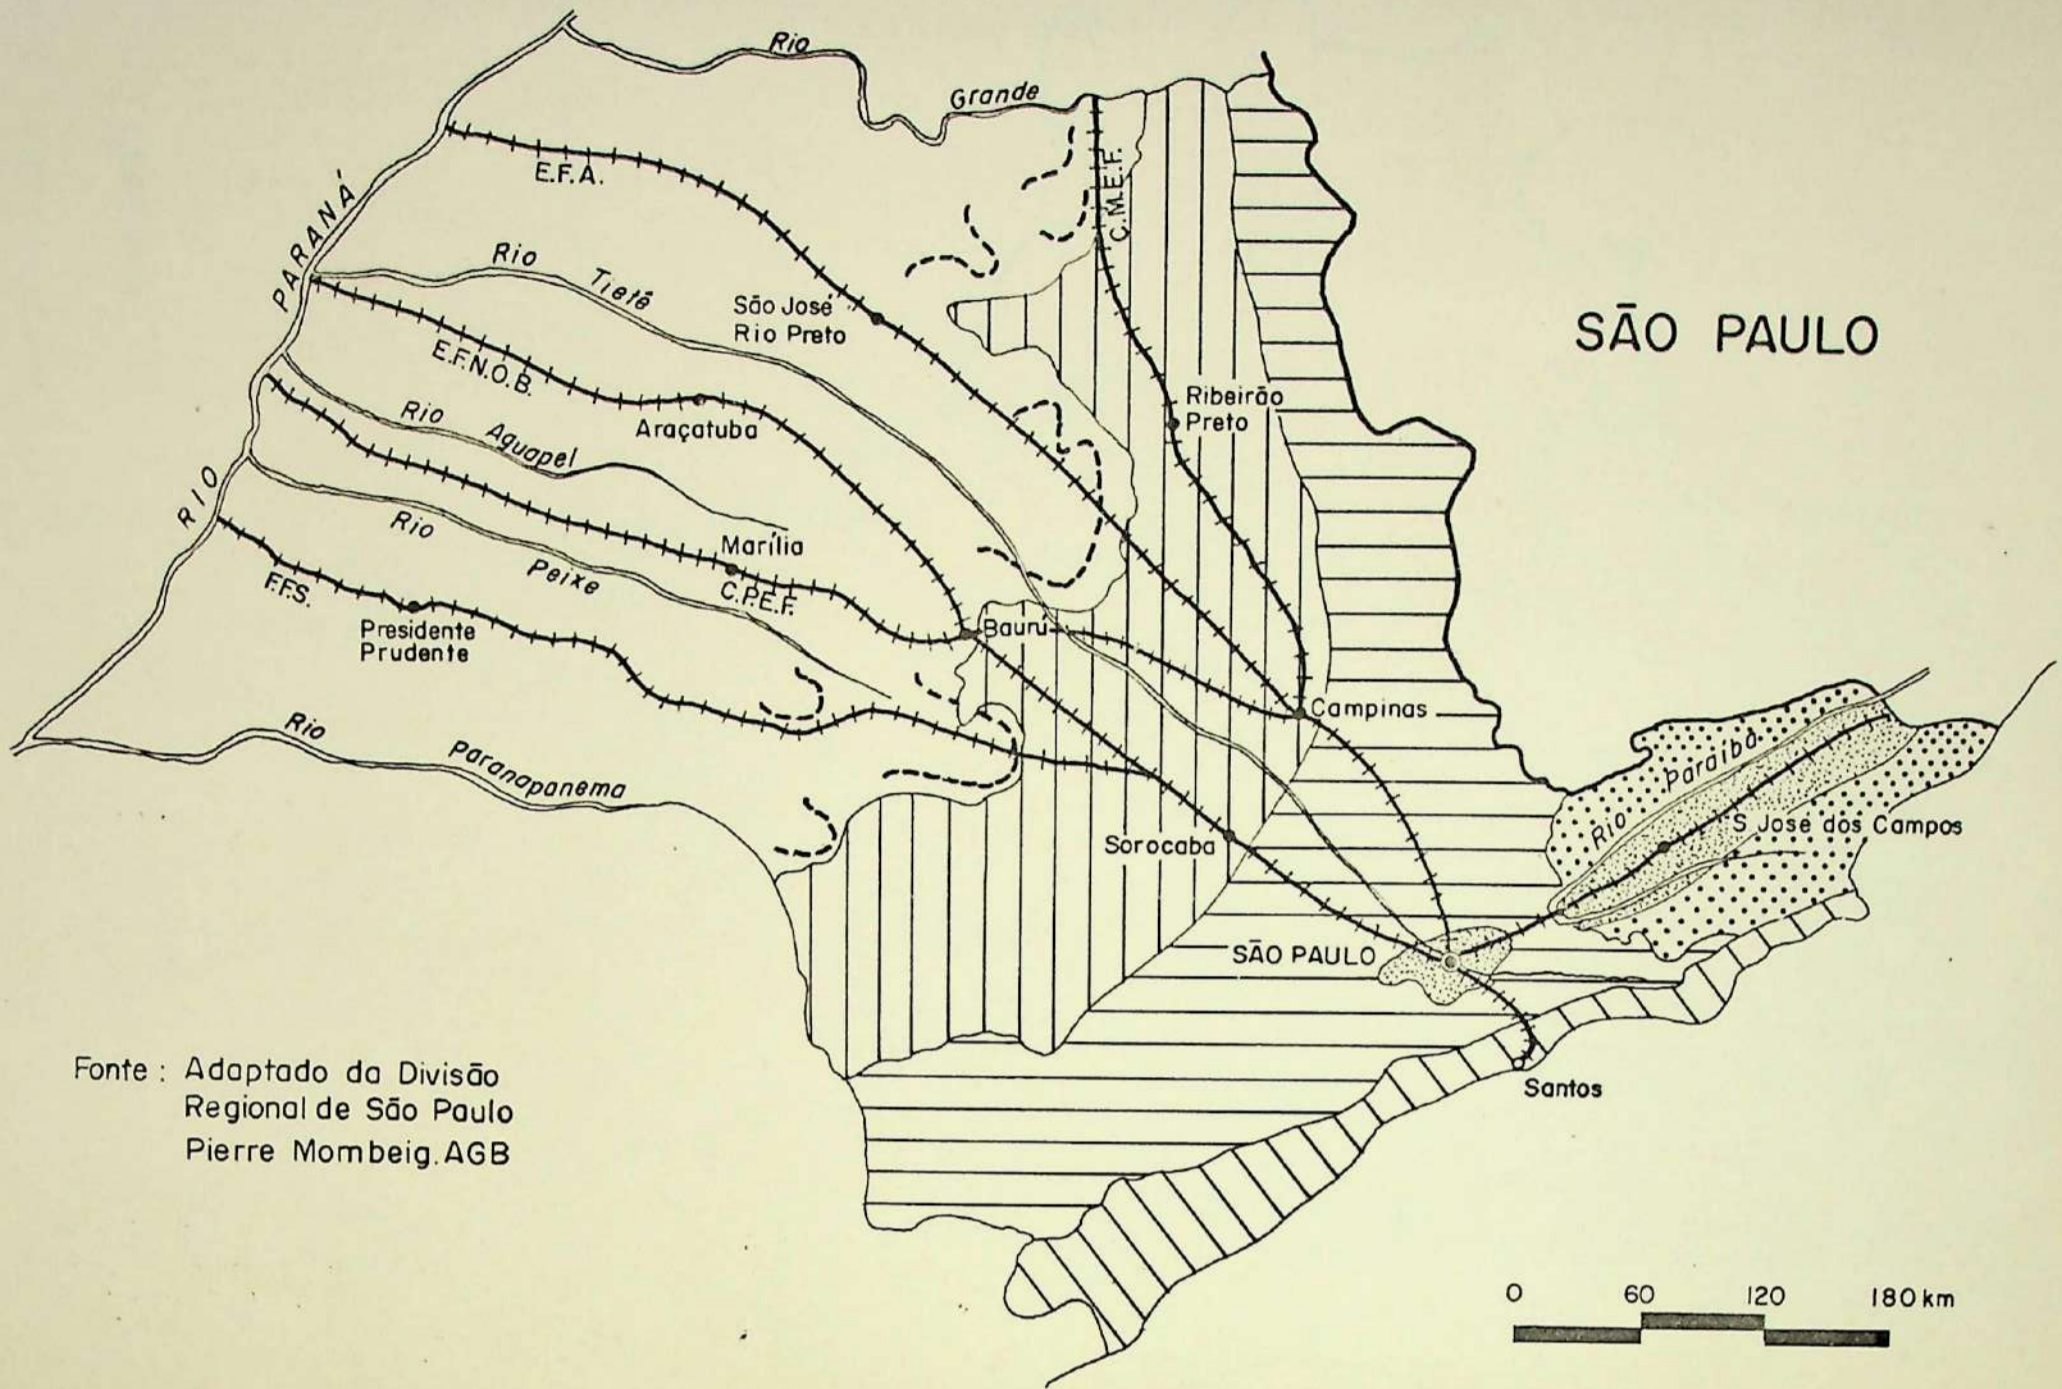 Rio
Grande
E.F.A.
C.M.E.F.
PARANÁ
RIO
Rio
Tietê
São José
Rio Preto
SÃO PAULO
E.F.N.O.B.
Ribeirão
Preto
Rio
Aguapel
Araçatuba
Rio
Peixe
Marília
C.P.E.F.
F.F.S.
Presidente
Prudente
Baurú
Campinas
Rio
Paranapanema
Rio
Paraíba
S José dos Campos
Sorocaba
SÃO PAULO
Santos
Fonte : Adaptado da Divisão
Regional de São Paulo
Pierre Mombeig. AGB
0 60 120 180 km